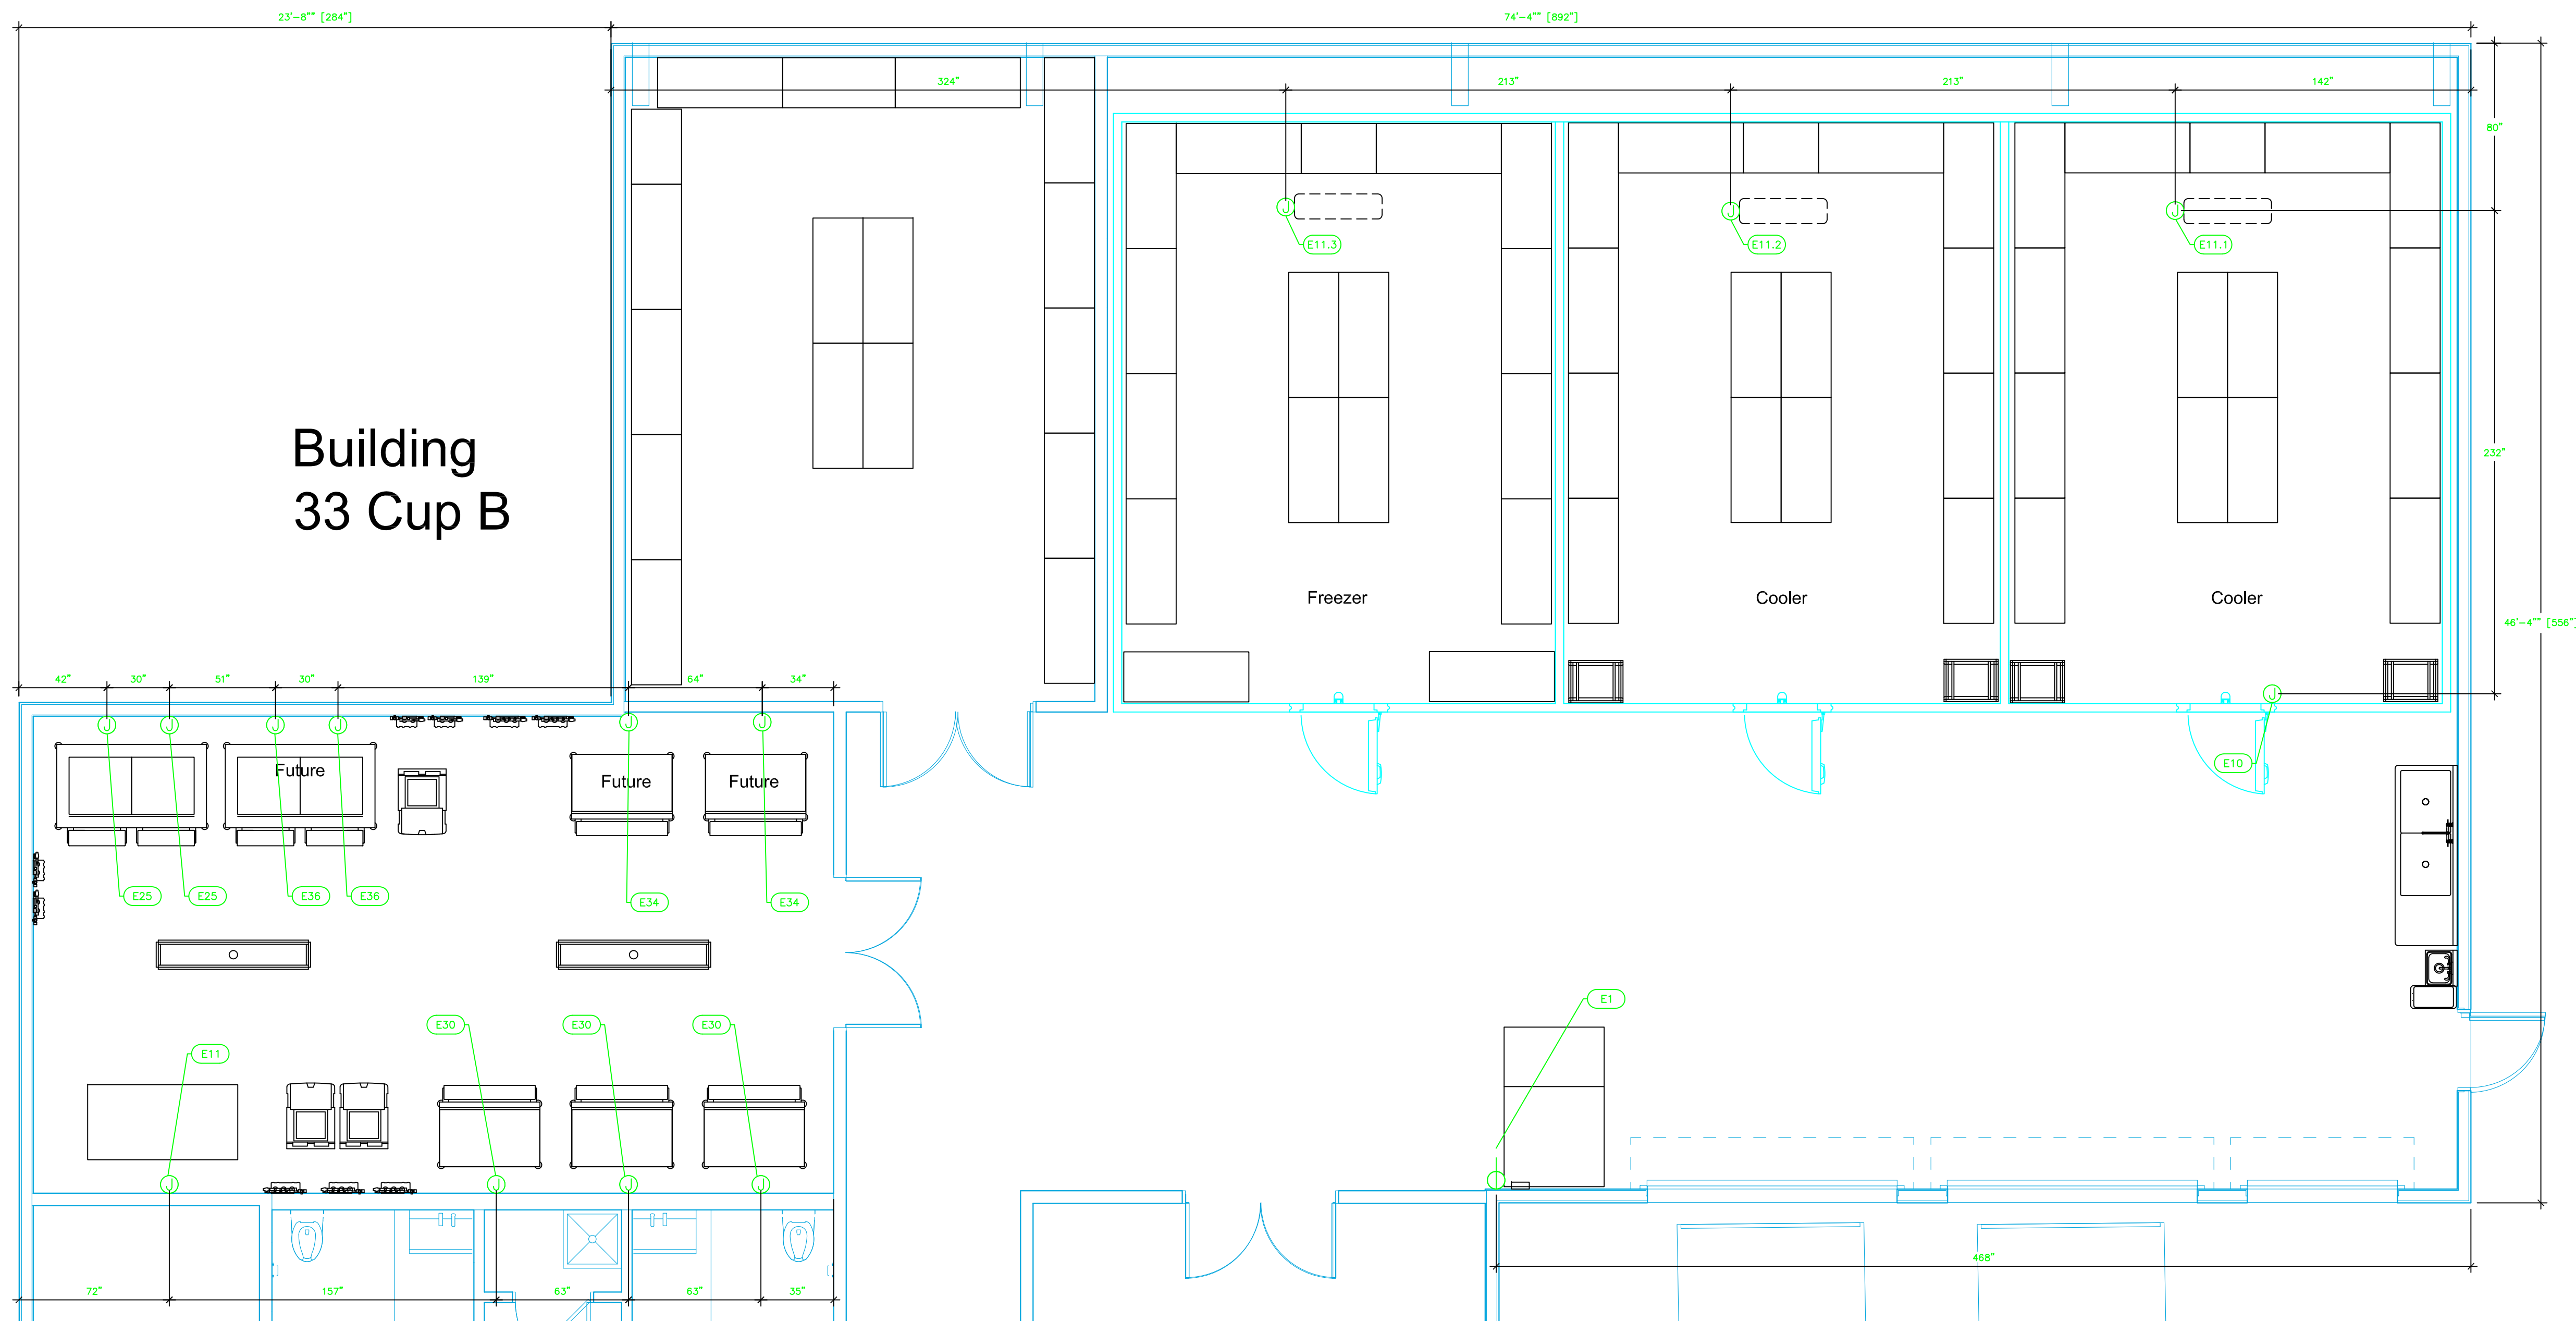 23'-8"" [284"]
74'-4"" [892"]
324"
213"
213"
142"
80"
E11.3
E11.2
E11.1
Building
33 Cup B
232"
Freezer
Cooler
Cooler
46'-4"" [556"]
42"
30"
51"
30"
139"
64"
34"
J
J
J
J
J
J
J
J
J
J
Future
Future
Future
E10
E25
E25
E36
E36
E34
E34
E1
E30
E30
E30
E11
J
J
J
J
468"
72"
157"
63"
63"
35"